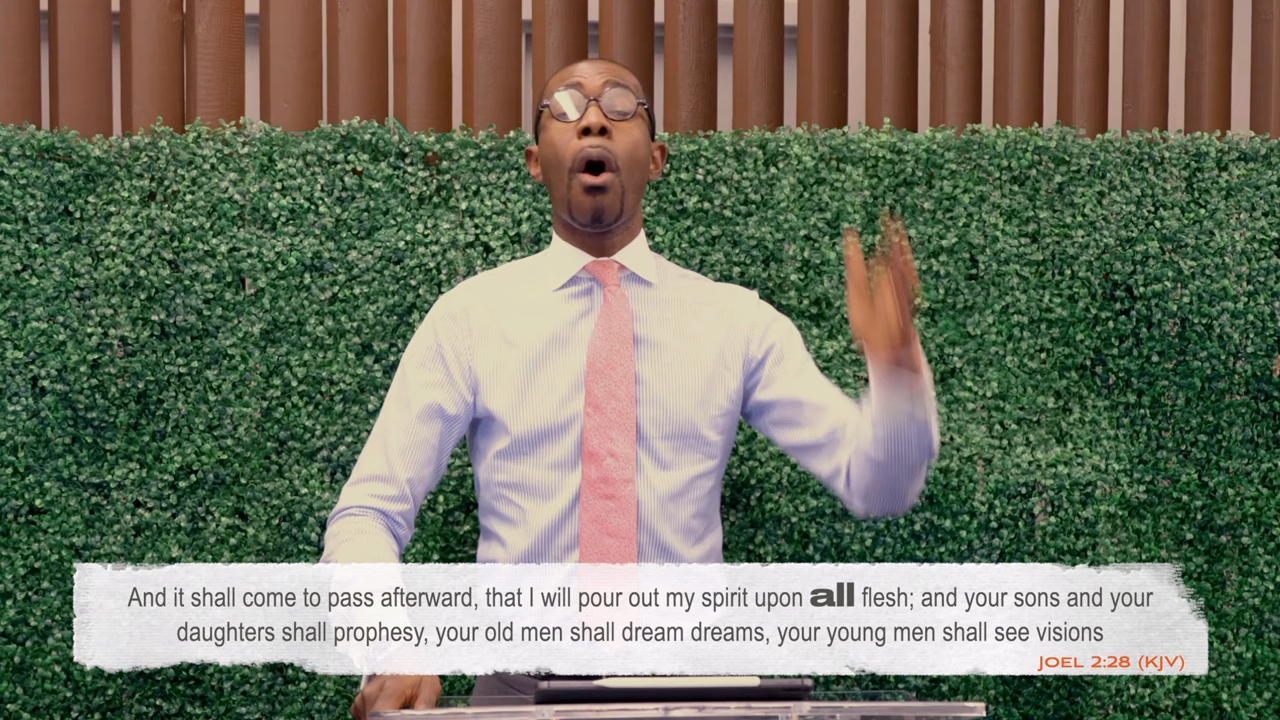 And it shall come to pass afterward, that I will pour out my spirit upon all flesh; and your sons and your
daughters shall prophesy, your old men shall dream dreams, your young men shall see visions
JOEL 2:28 (KJV)